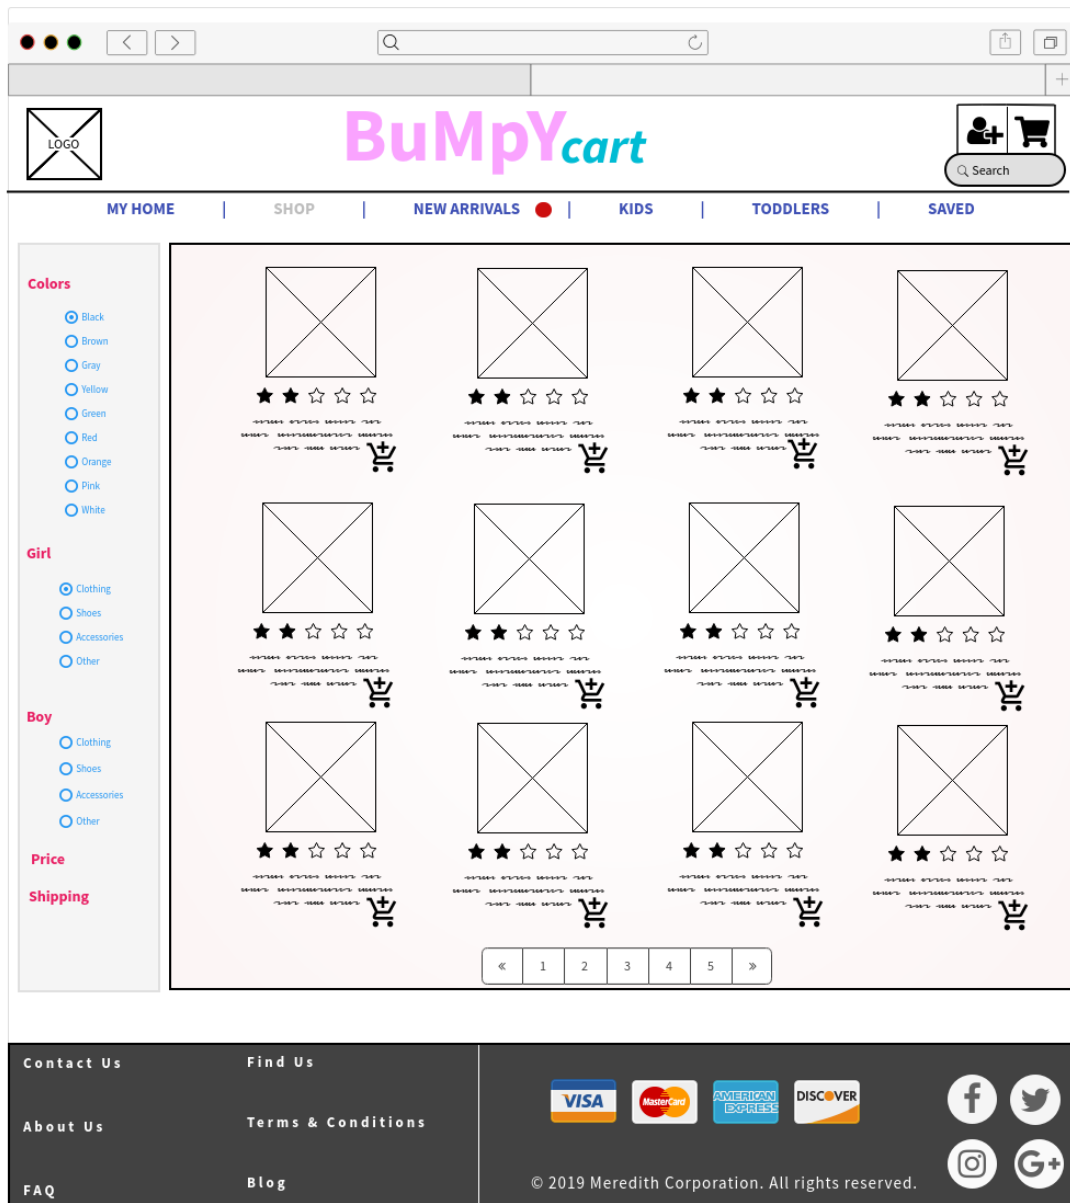 LOGO
BuMpYcart
Search
MY HOME | SHOP | NEW ARRIVALS | KIDS | TODDLERS | SAVED
Colors
Black
Brown
Gray
Yellow
Green
Red
Orange
Pink
White
Girl
Clothing
Shoes
Accessories
Other
Boy
Clothing
Shoes
Accessories
Other
Price
Shipping
« 1 2 3 4 5 »
Contact Us
Find Us
About Us
Terms & Conditions
FAQ
Blog
VISA
MasterCard
AMERICAN EXPRESS
DISCOVER
© 2019 Meredith Corporation. All rights reserved.
f
G+